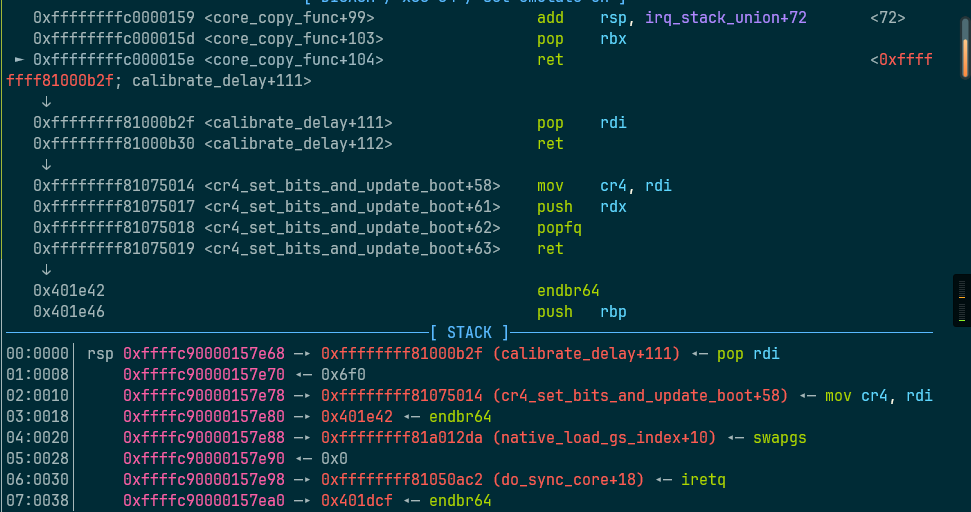 0xffffffffc0000159 <core_copy_func+99> add rsp, irq_stack_union+72 <72>
0xffffffffc000015d <core_copy_func+103> pop rbx
► 0xffffffffc000015e <core_copy_func+104> ret <0xffff
ffff81000b2f; calibrate_delay+111>
↓
0xffffffff81000b2f <calibrate_delay+111> pop rdi
0xffffffff81000b30 <calibrate_delay+112> ret
↓
0xffffffff81075014 <cr4_set_bits_and_update_boot+58> mov cr4, rdi
0xffffffff81075017 <cr4_set_bits_and_update_boot+61> push rdx
0xffffffff81075018 <cr4_set_bits_and_update_boot+62> popfq
0xffffffff81075019 <cr4_set_bits_and_update_boot+63> ret
↓
0x401e42 endbr64
0x401e46 push rbp
[ STACK ]
00:0000│ rsp 0xffffc90000157e68 —▸ 0xffffffff81000b2f (calibrate_delay+111) ◂— pop rdi
01:0008│ 0xffffc90000157e70 ◂— 0x6f0
02:0010│ 0xffffc90000157e78 —▸ 0xffffffff81075014 (cr4_set_bits_and_update_boot+58) ◂— mov cr4, rdi
03:0018│ 0xffffc90000157e80 —▸ 0x401e42 ◂— endbr64
04:0020│ 0xffffc90000157e88 —▸ 0xffffffff81a012da (native_load_gs_index+10) ◂— swapgs
05:0028│ 0xffffc90000157e90 ◂— 0x0
06:0030│ 0xffffc90000157e98 —▸ 0xffffffff81050ac2 (do_sync_core+18) ◂— iretq
07:0038│ 0xffffc90000157ea0 —▸ 0x401dcf ◂— endbr64